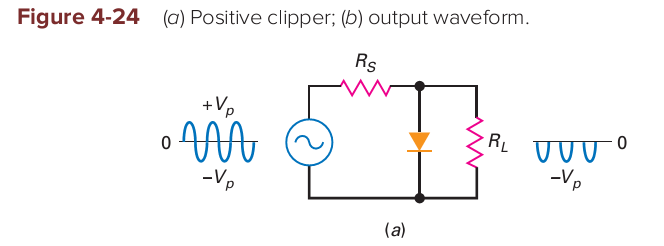 Figure 4-24 (a) Positive clipper; (b) output waveform.
R_S
+V_p
0
−V_p
R_L
0
−V_p
(a)